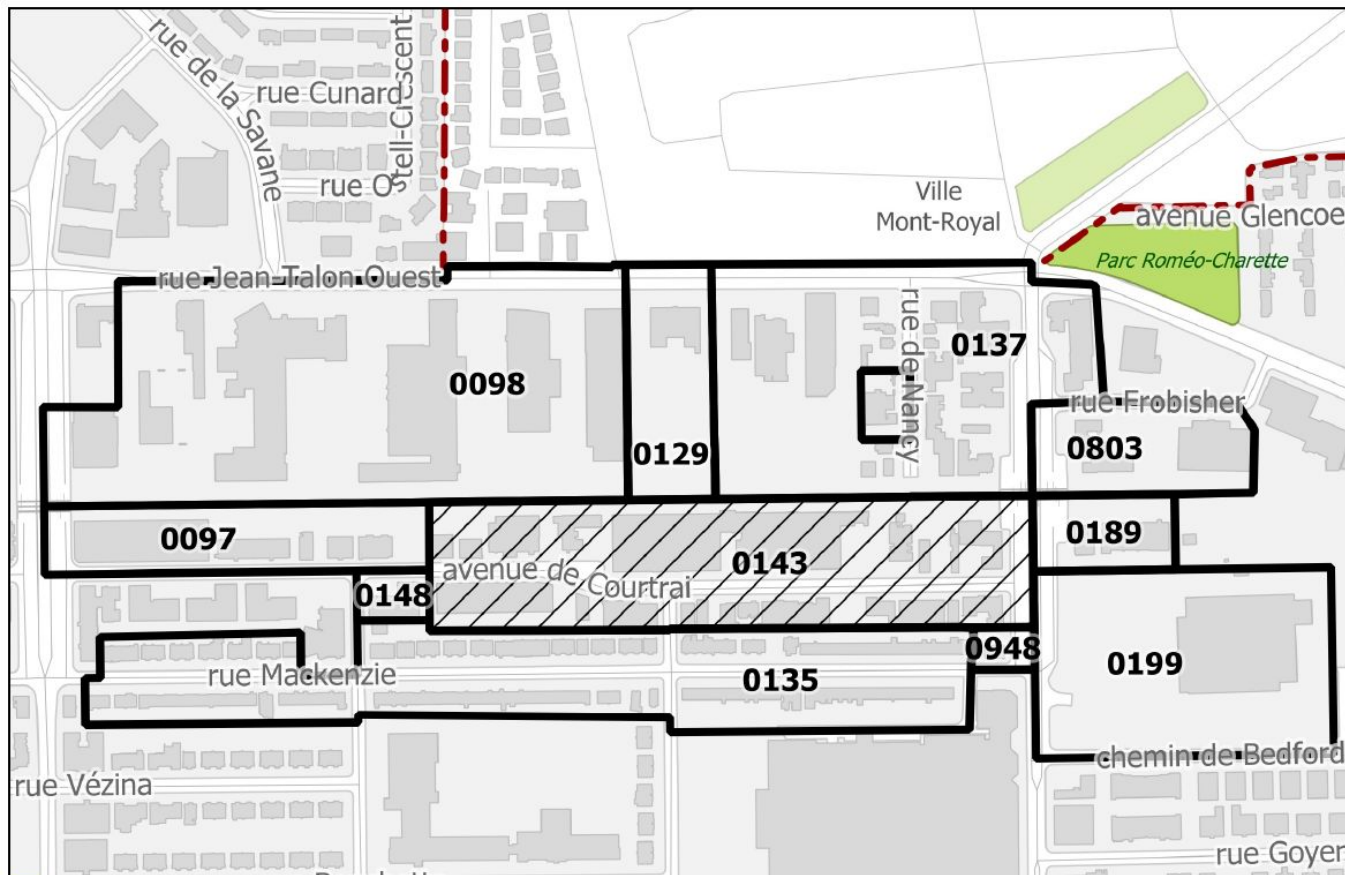 rue de la Savane
rue Cunard
Stell-Crescent
rue O
Ville
Mont-Royal
avenue Glencoe
Parc Roméo-Charette
rue Jean-Talon Ouest
rue de Nancy
0137
0098
rue Frobisher
0129
0803
0097
0189
0143
avenue de Courtrai
0148
0948
0199
rue Mackenzie
0135
chemin de Bedford
rue Vézina
rue Goyer